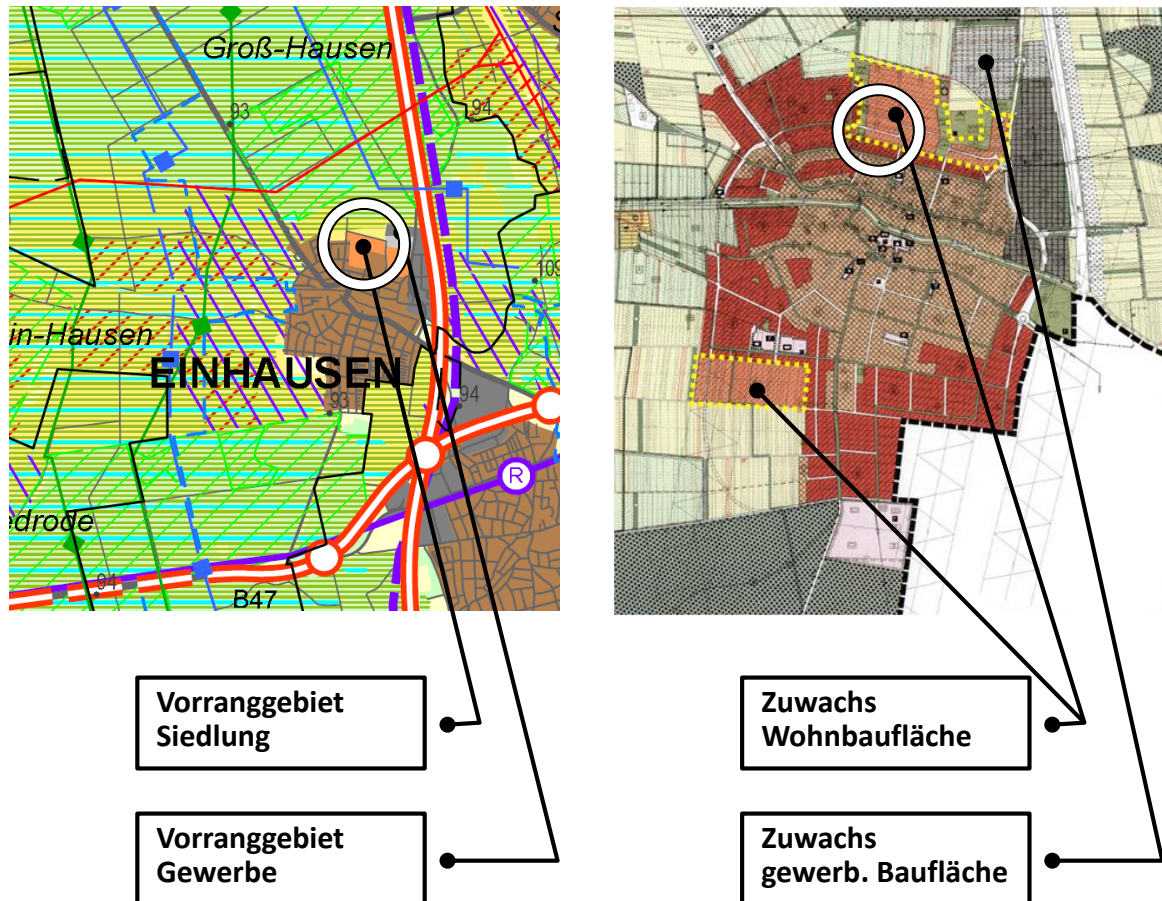 Groß-Hausen
93
94
109
in-Hausen
EINHAUSEN
93
94
R
edrode
94
B47
Vorranggebiet
Siedlung
Vorranggebiet
Gewerbe
Zuwachs
Wohnbaufläche
Zuwachs
gewerb. Baufläche